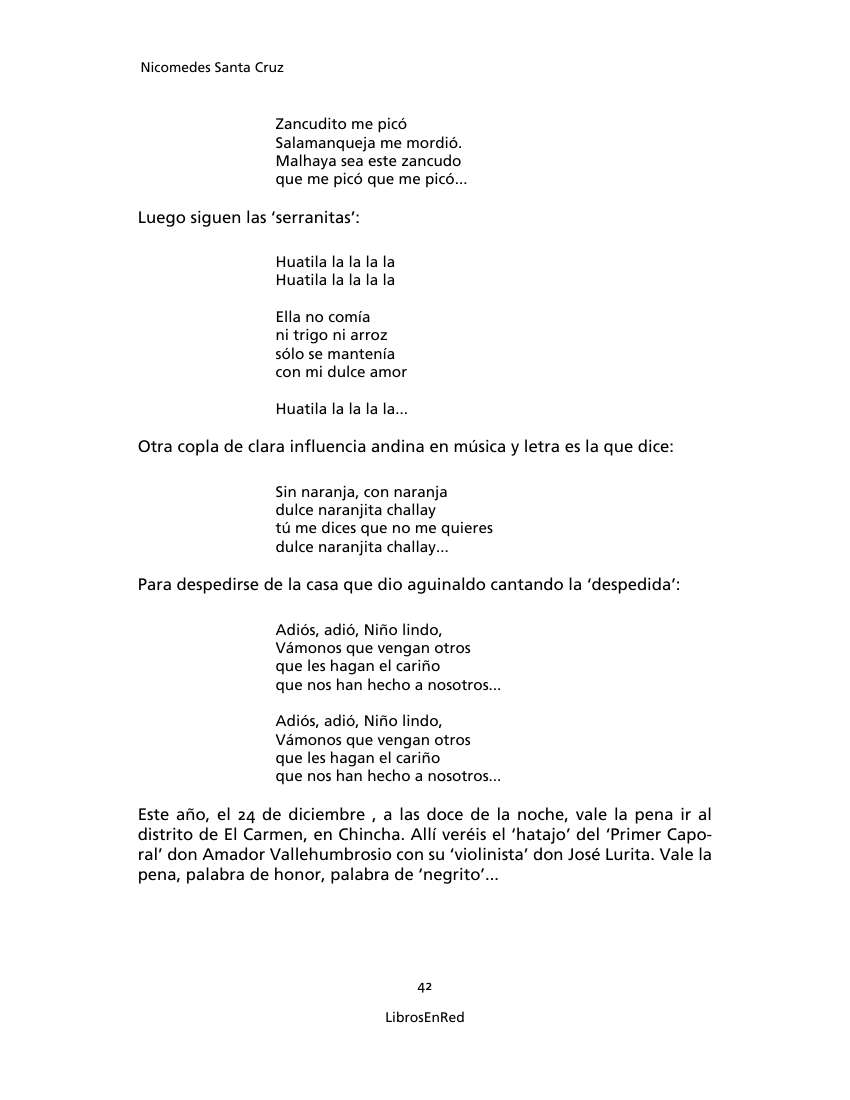 Nicomedes Santa Cruz
Zancudito me picó
Salamanqueja me mordió.
Malhaya sea este zancudo
que me picó que me picó...
Luego siguen las ‘serranitas’:
Huatila la la la la
Huatila la la la la
Ella no comía
ni trigo ni arroz
sólo se mantenía
con mi dulce amor
Huatila la la la la...
Otra copla de clara influencia andina en música y letra es la que dice:
Sin naranja, con naranja
dulce naranjita challay
tú me dices que no me quieres
dulce naranjita challay...
Para despedirse de la casa que dio aguinaldo cantando la ‘despedida’:
Adiós, adió, Niño lindo,
Vámonos que vengan otros
que les hagan el cariño
que nos han hecho a nosotros...
Adiós, adió, Niño lindo,
Vámonos que vengan otros
que les hagan el cariño
que nos han hecho a nosotros...
Este año, el 24 de diciembre , a las doce de la noche, vale la pena ir al
distrito de El Carmen, en Chincha. Allí veréis el ‘hatajo’ del ‘Primer Capo-
ral’ don Amador Vallehumbrosio con su ‘violinista’ don José Lurita. Vale la
pena, palabra de honor, palabra de ‘negrito’...
42
LibrosEnRed